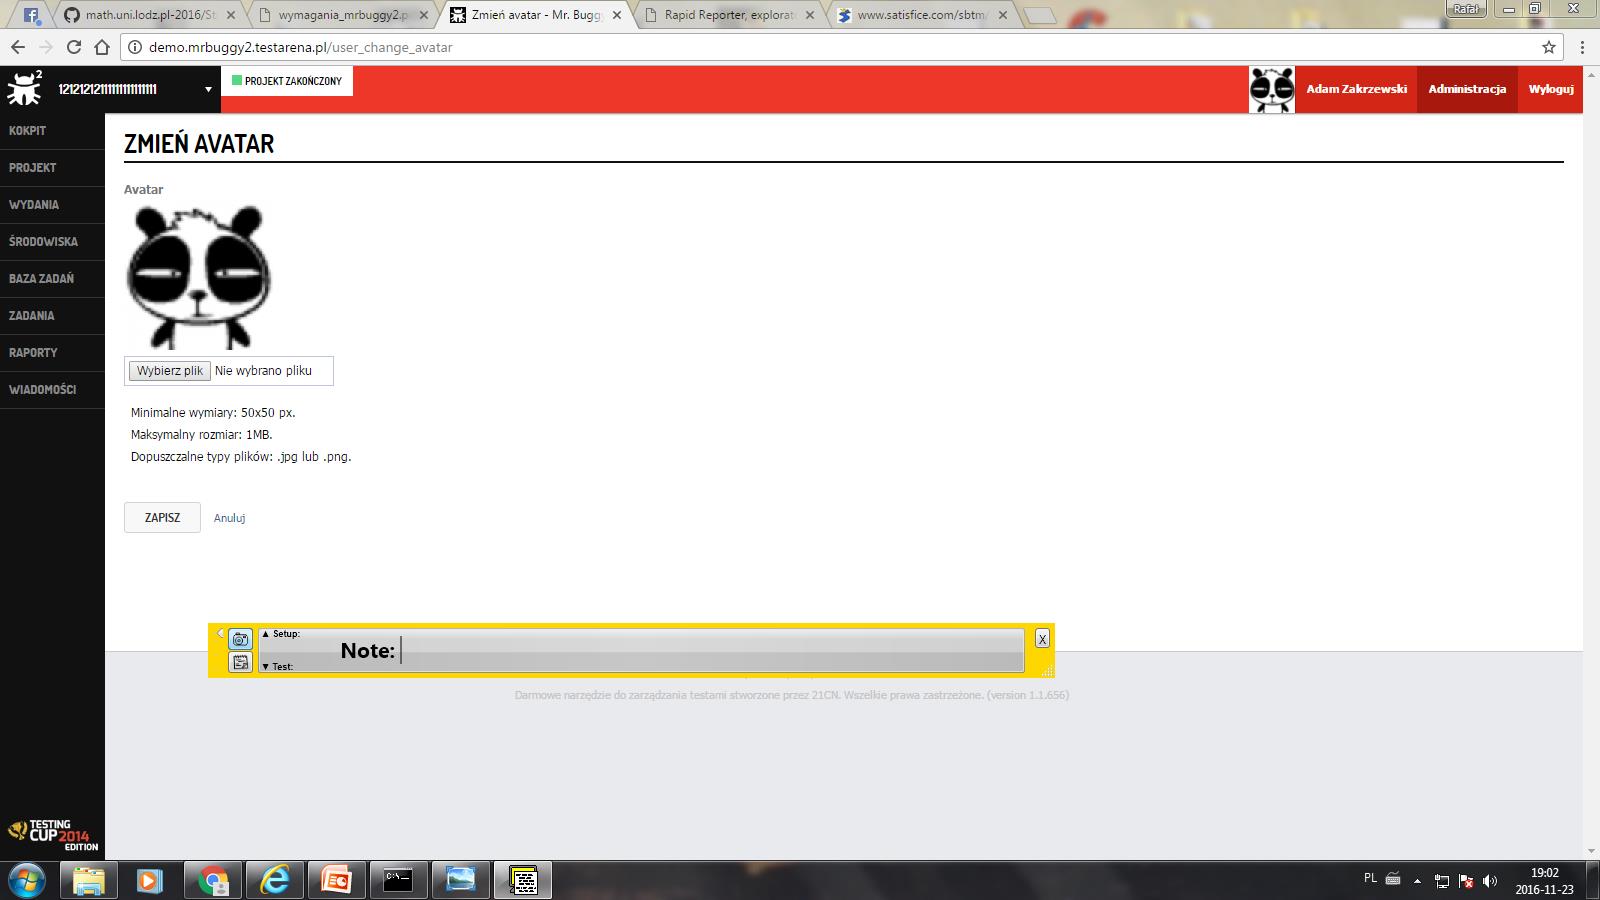 math.uni.lodz.pl-2016/St
wymagania_mrbuggy2.p
Zmień avatar - Mr. Bugg
Rapid Reporter, explorat
www.satisfice.com/sbtm/
Rafał
demo.mrbuggy2.testarena.pl/user_change_avatar
2
1212121211111111111111
PROJEKT ZAKOŃCZONY
Adam Zakrzewski
Administracja
Wyloguj
KOKPIT
PROJEKT
WYDANIA
ŚRODOWISKA
BAZA ZADAŃ
ZADANIA
RAPORTY
WIADOMOŚCI
ZMIEŃ AVATAR
Avatar
Wybierz plik Nie wybrano pliku
Minimalne wymiary: 50x50 px.
Maksymalny rozmiar: 1MB.
Dopuszczalne typy plików: .jpg lub .png.
ZAPISZ Anuluj
▲ Setup:
Note:
▼ Test:
X
Darmowe narzędzie do zarządzania testami stworzone przez 21CN. Wszelkie prawa zastrzeżone. (version 1.1.656)
TESTING
CUP 2014
EDITION
PL
19:02
2016-11-23